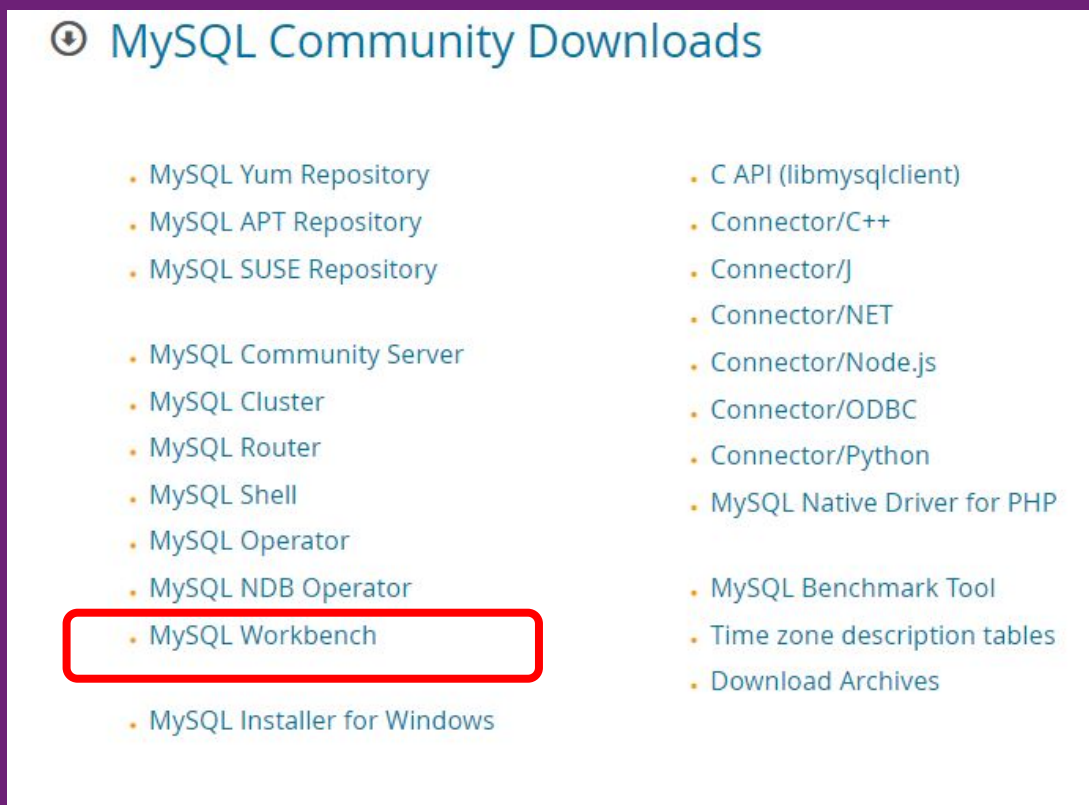 MySQL Community Downloads
MySQL Yum Repository
MySQL APT Repository
MySQL SUSE Repository
MySQL Community Server
MySQL Cluster
MySQL Router
MySQL Shell
MySQL Operator
MySQL NDB Operator
MySQL Workbench
MySQL Installer for Windows
C API (libmysqlclient)
Connector/C++
Connector/J
Connector/NET
Connector/Node.js
Connector/ODBC
Connector/Python
MySQL Native Driver for PHP
MySQL Benchmark Tool
Time zone description tables
Download Archives